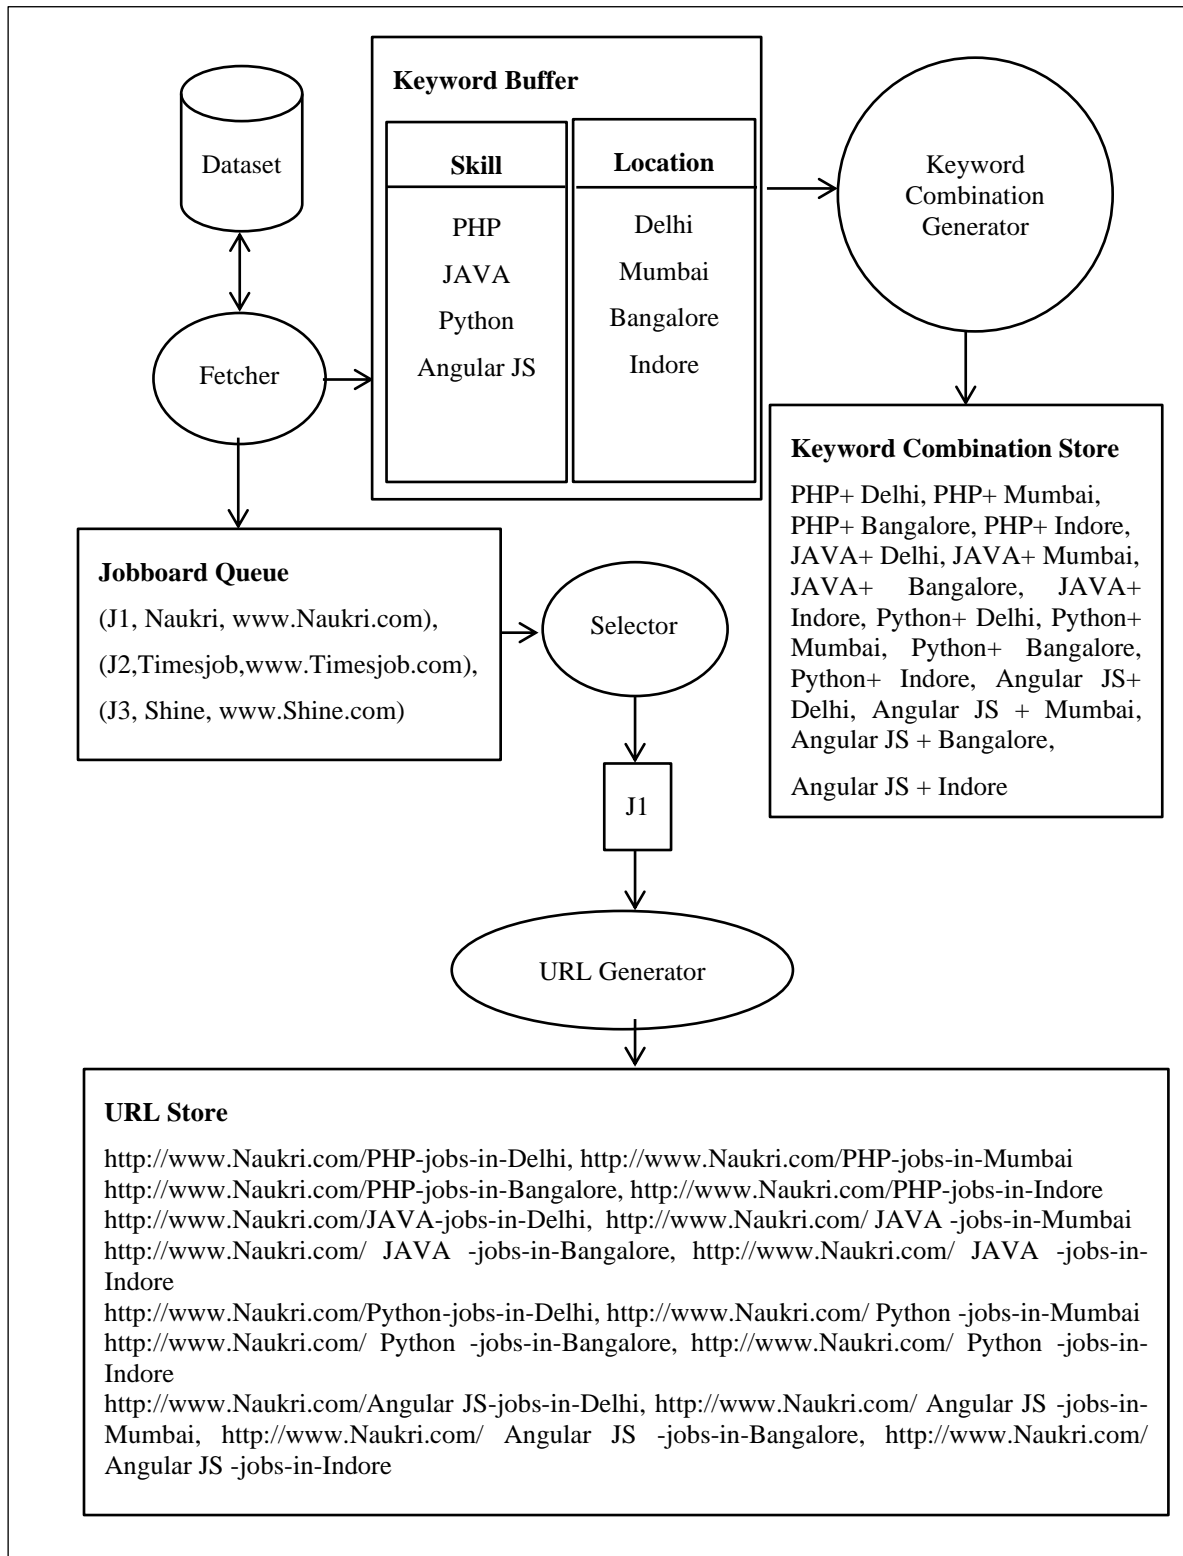 Keyword Buffer
Dataset
Skill
Location
PHP
JAVA
Python
Angular JS
Delhi
Mumbai
Bangalore
Indore
Keyword
Combination
Generator
Fetcher
Keyword Combination Store
PHP+ Delhi, PHP+ Mumbai,
PHP+ Bangalore, PHP+ Indore,
JAVA+ Delhi, JAVA+ Mumbai,
JAVA+ Bangalore, JAVA+
Indore, Python+ Delhi, Python+
Mumbai, Python+ Bangalore,
Python+ Indore, Angular JS+
Delhi, Angular JS + Mumbai,
Angular JS + Bangalore,
Angular JS + Indore
Jobboard Queue
(J1, Naukri, www.Naukri.com),
(J2,Timesjob,www.Timesjob.com),
(J3, Shine, www.Shine.com)
Selector
J1
URL Generator
URL Store
http://www.Naukri.com/PHP-jobs-in-Delhi, http://www.Naukri.com/PHP-jobs-in-Mumbai
http://www.Naukri.com/PHP-jobs-in-Bangalore, http://www.Naukri.com/PHP-jobs-in-Indore
http://www.Naukri.com/JAVA-jobs-in-Delhi, http://www.Naukri.com/ JAVA -jobs-in-Mumbai
http://www.Naukri.com/ JAVA -jobs-in-Bangalore, http://www.Naukri.com/ JAVA -jobs-in-
Indore
http://www.Naukri.com/Python-jobs-in-Delhi, http://www.Naukri.com/ Python -jobs-in-Mumbai
http://www.Naukri.com/ Python -jobs-in-Bangalore, http://www.Naukri.com/ Python -jobs-in-
Indore
http://www.Naukri.com/Angular JS-jobs-in-Delhi, http://www.Naukri.com/ Angular JS -jobs-in-
Mumbai, http://www.Naukri.com/ Angular JS -jobs-in-Bangalore, http://www.Naukri.com/
Angular JS -jobs-in-Indore